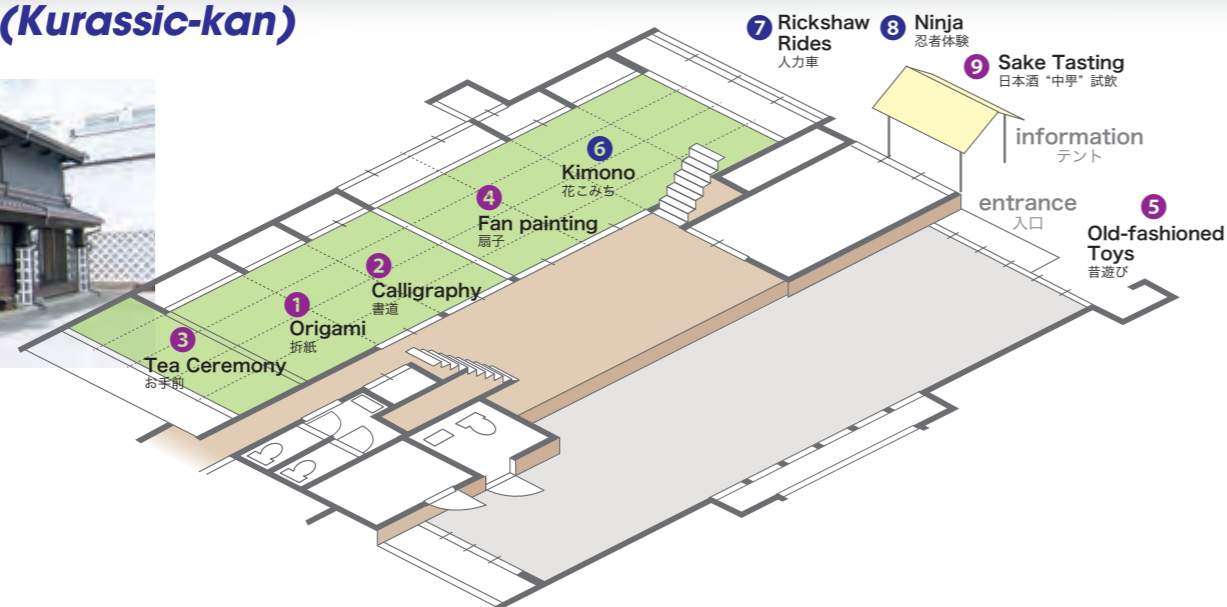 (Kurassic-kan)
7 Rickshaw
Rides
人力車
8 Ninja
忍者体験
9 Sake Tasting
日本酒 “中學” 試飲
information
テント
entrance
入口
5
Old-fashioned
Toys
昔遊び
6
Kimono
花こみち
4
Fan painting
扇子
2
Calligraphy
書道
1
Origami
折紙
3
Tea Ceremony
お手前